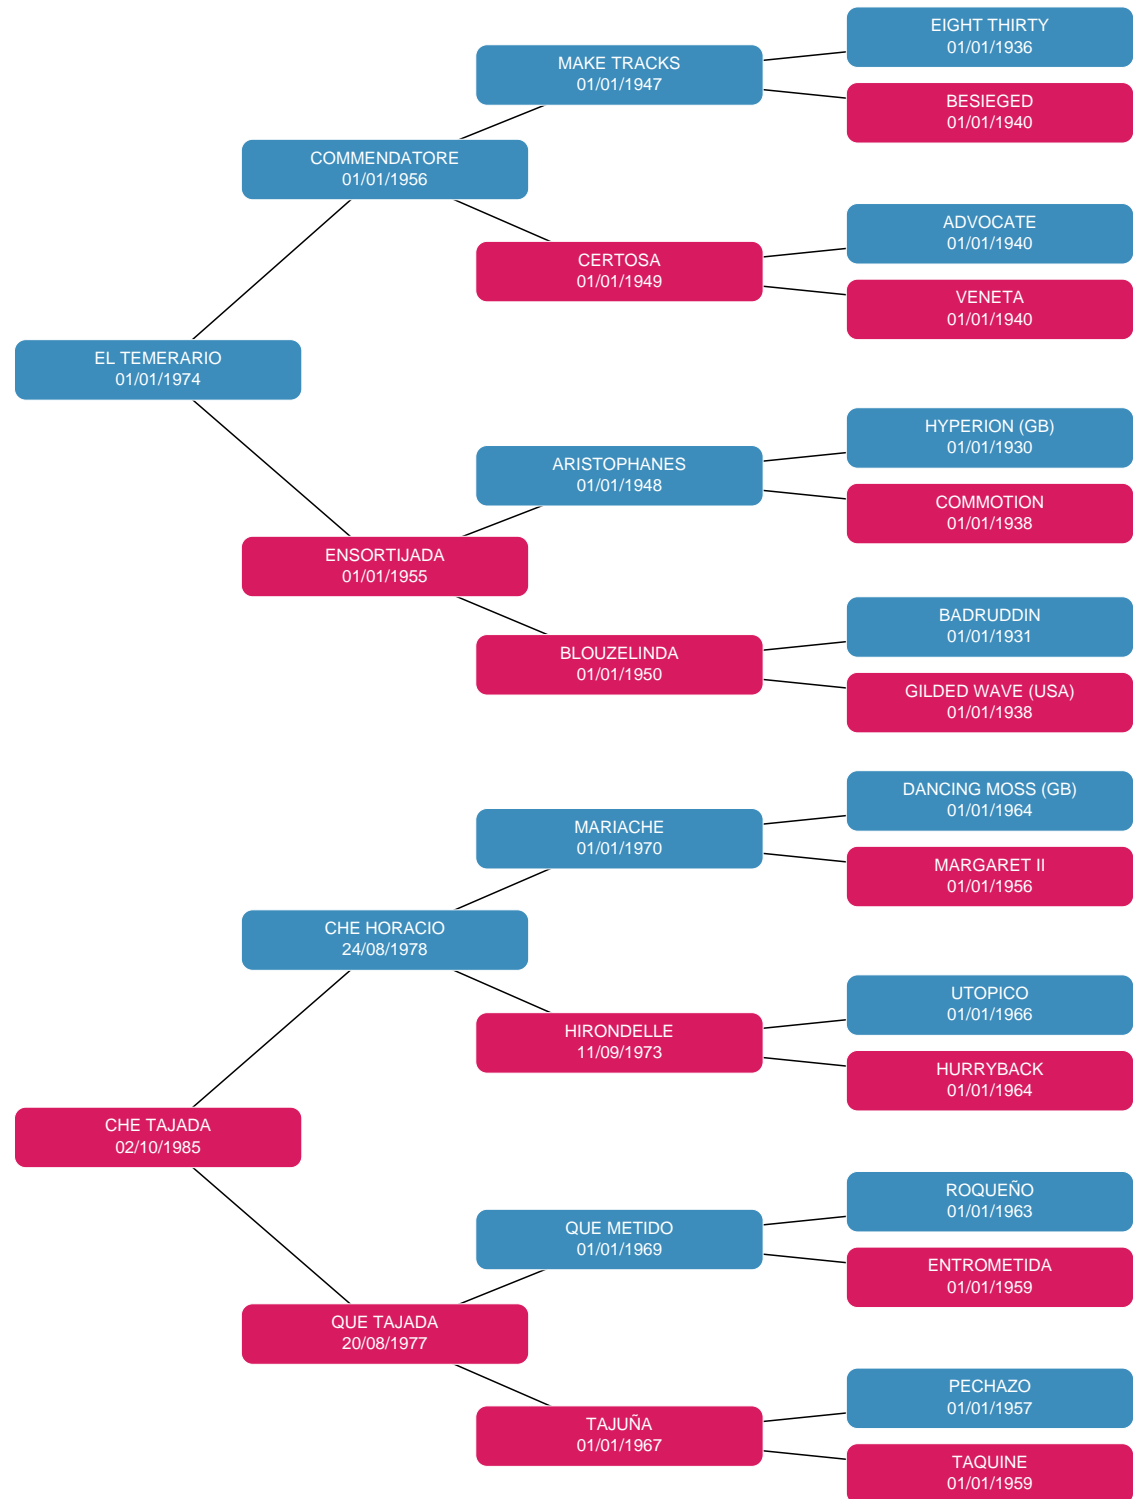 EIGHT THIRTY
01/01/1936
MAKE TRACKS
01/01/1947
BESIEGED
01/01/1940
COMMENDATORE
01/01/1956
ADVOCATE
01/01/1940
CERTOSA
01/01/1949
VENETA
01/01/1940
EL TEMERARIO
01/01/1974
HYPERION (GB)
01/01/1930
ARISTOPHANES
01/01/1948
COMMOTION
01/01/1938
ENSORTIJADA
01/01/1955
BADRUDDIN
01/01/1931
BLOUZELINDA
01/01/1950
GILDED WAVE (USA)
01/01/1938
DANCING MOSS (GB)
01/01/1964
MARIACHE
01/01/1970
MARGARET II
01/01/1956
CHE HORACIO
24/08/1978
UTOPICO
01/01/1966
HIRONDELLE
11/09/1973
HURRYBACK
01/01/1964
CHE TAJADA
02/10/1985
ROQUEÑO
01/01/1963
QUE METIDO
01/01/1969
ENTROMETIDA
01/01/1959
QUE TAJADA
20/08/1977
PECHAZO
01/01/1957
TAJUÑA
01/01/1967
TAQUINE
01/01/1959